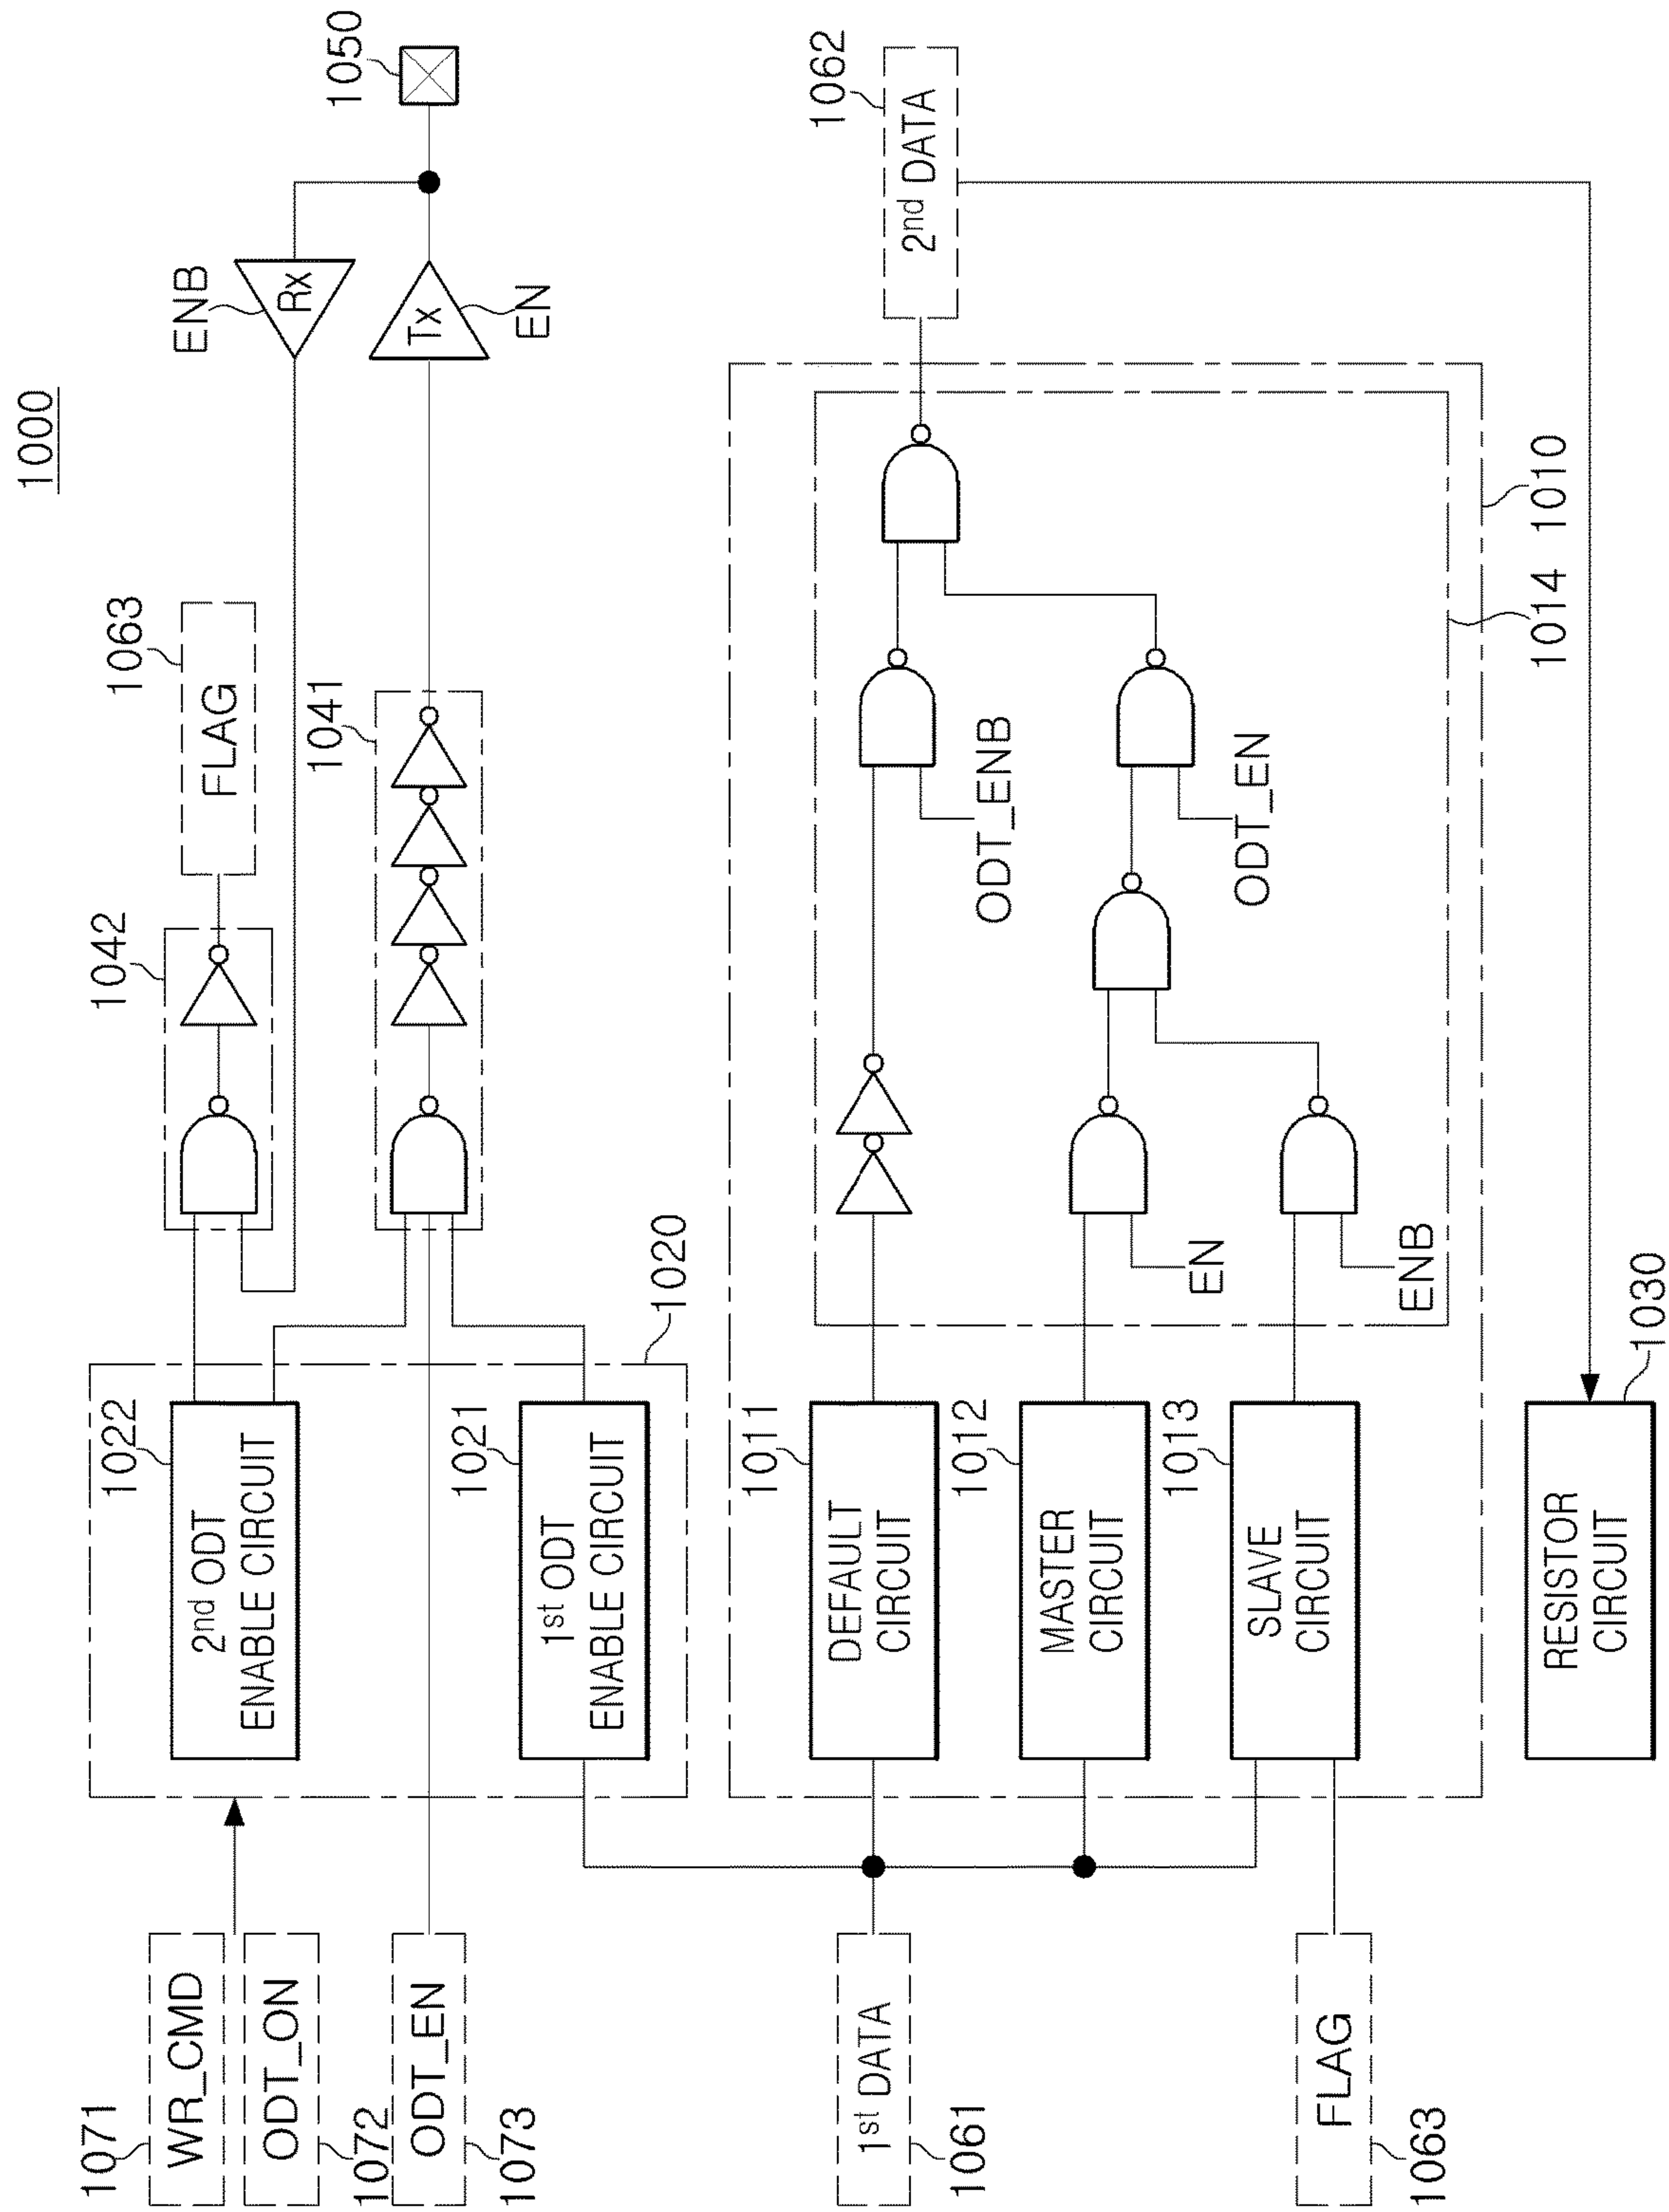 1000
1071
WR_CMD
ODT_ON
1072
ODT_EN
1073
1022
2nd ODT
ENABLE CIRCUIT
1021
1st ODT
ENABLE CIRCUIT
1020
1042
FLAG
1063
1041
ENB
Rx
Tx
EN
1050
1st DATA
1061
FLAG
1063
1011
DEFAULT
CIRCUIT
1012
MASTER
CIRCUIT
1013
SLAVE
CIRCUIT
EN
ENB
ODT_ENB
ODT_EN
1014
1010
1062
2nd DATA
RESISTOR
CIRCUIT
1030